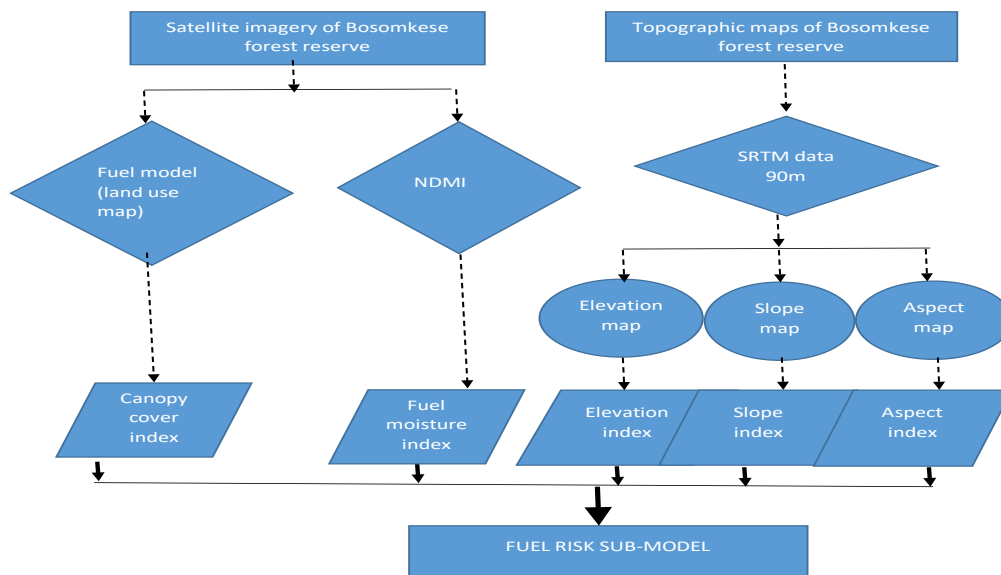 Satellite imagery of Bosomkese
forest reserve
Topographic maps of Bosomkese
forest reserve
Fuel model
(land use
map)
NDMI
SRTM data
90m
Elevation
map
Slope
map
Aspect
map
Canopy
cover
index
Fuel
moisture
index
Elevation
index
Slope
index
Aspect
index
FUEL RISK SUB-MODEL